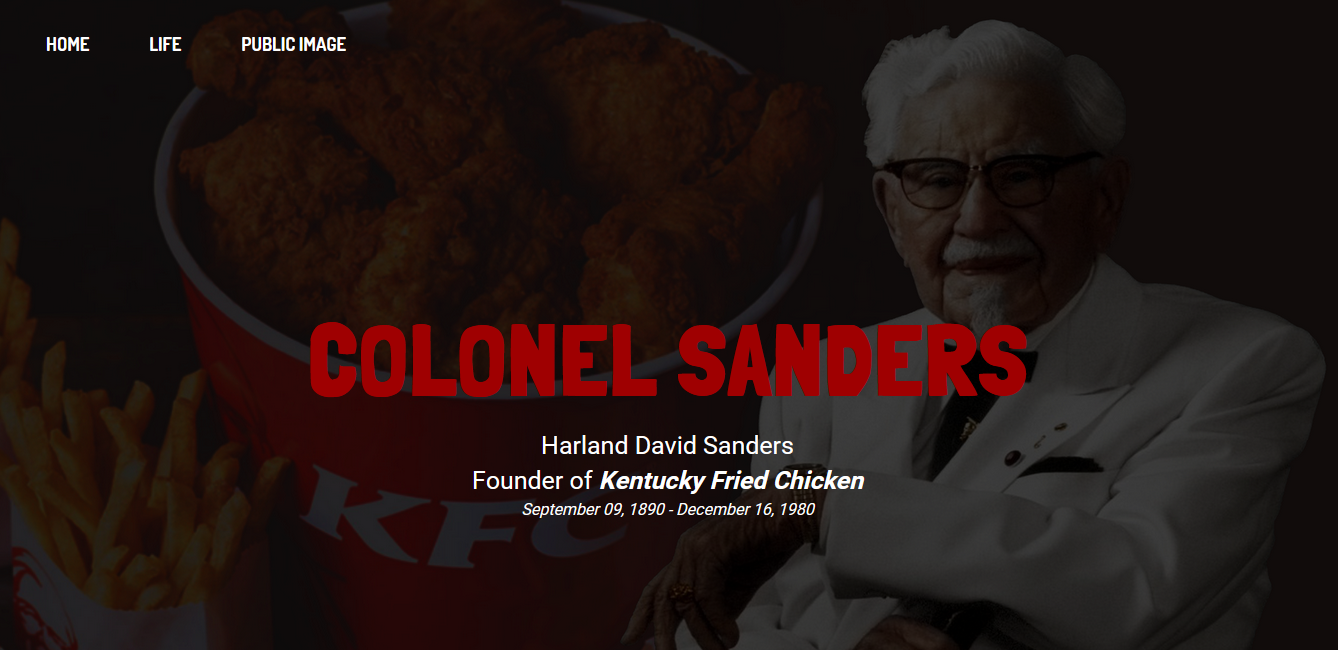 HOME LIFE PUBLIC IMAGE
COLONEL SANDERS
Harland David Sanders
Founder of Kentucky Fried Chicken
September 09, 1890 - December 16, 1980
KFC